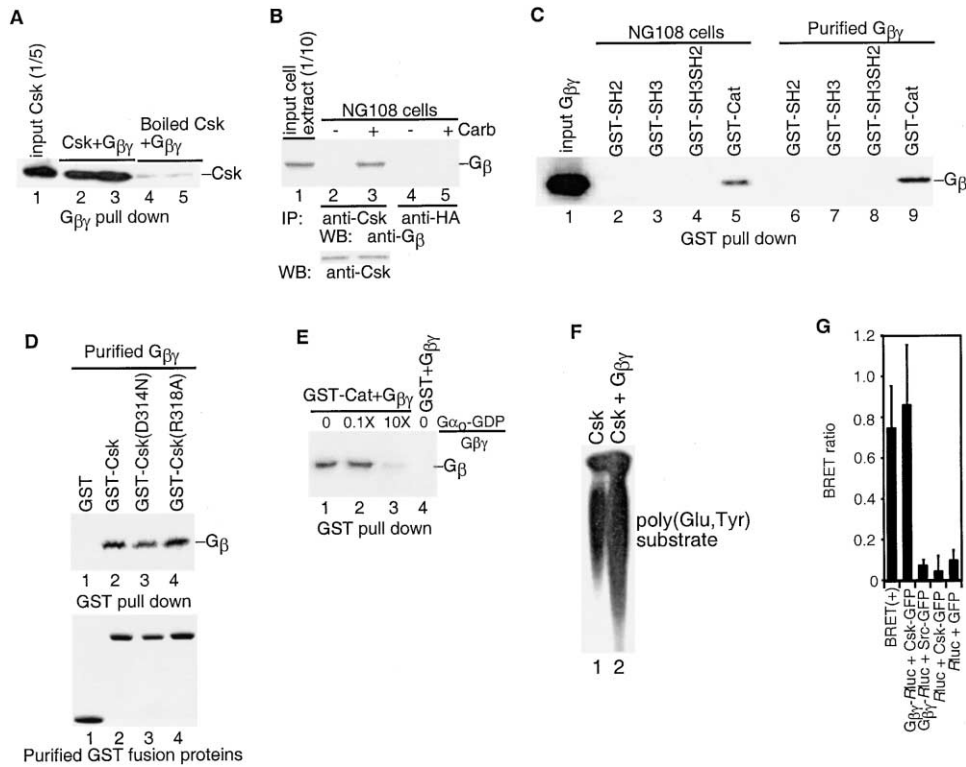 A
input Csk (1/5)
Csk+Gβγ
Boiled Csk
+Gβγ
–Csk
1 2 3 4 5
Gβγ pull down
B
input cell
extract (1/10)
NG108 cells
- + - + Carb
–Gβ
1 2 3 4 5
IP: anti-Csk anti-HA
WB: anti-Gβ
WB: anti-Csk
C
NG108 cells
Purified Gβγ
input Gβγ
GST-SH2
GST-SH3
GST-SH3SH2
GST-Cat
GST-SH2
GST-SH3
GST-SH3SH2
GST-Cat
–Gβ
1 2 3 4 5 6 7 8 9
GST pull down
D
Purified Gβγ
GST
GST-Csk
GST-Csk(D314N)
GST-Csk(R318A)
–Gβ
1 2 3 4
GST pull down
1 2 3 4
Purified GST fusion proteins
E
GST-Cat+Gβγ
GST+Gβγ
0 0.1X 10X 0
Gαo-GDP
Gβγ
–Gβ
1 2 3 4
GST pull down
F
Csk
Csk + Gβγ
poly(Glu,Tyr)
substrate
1 2
G
BRET ratio
1.2
1.0
0.8
0.6
0.4
0.2
0
BRET(+)
Gβγ-Rluc + Csk-GFP
Gβγ-Rluc + Src-GFP
Rluc + Csk-GFP
Rluc + GFP